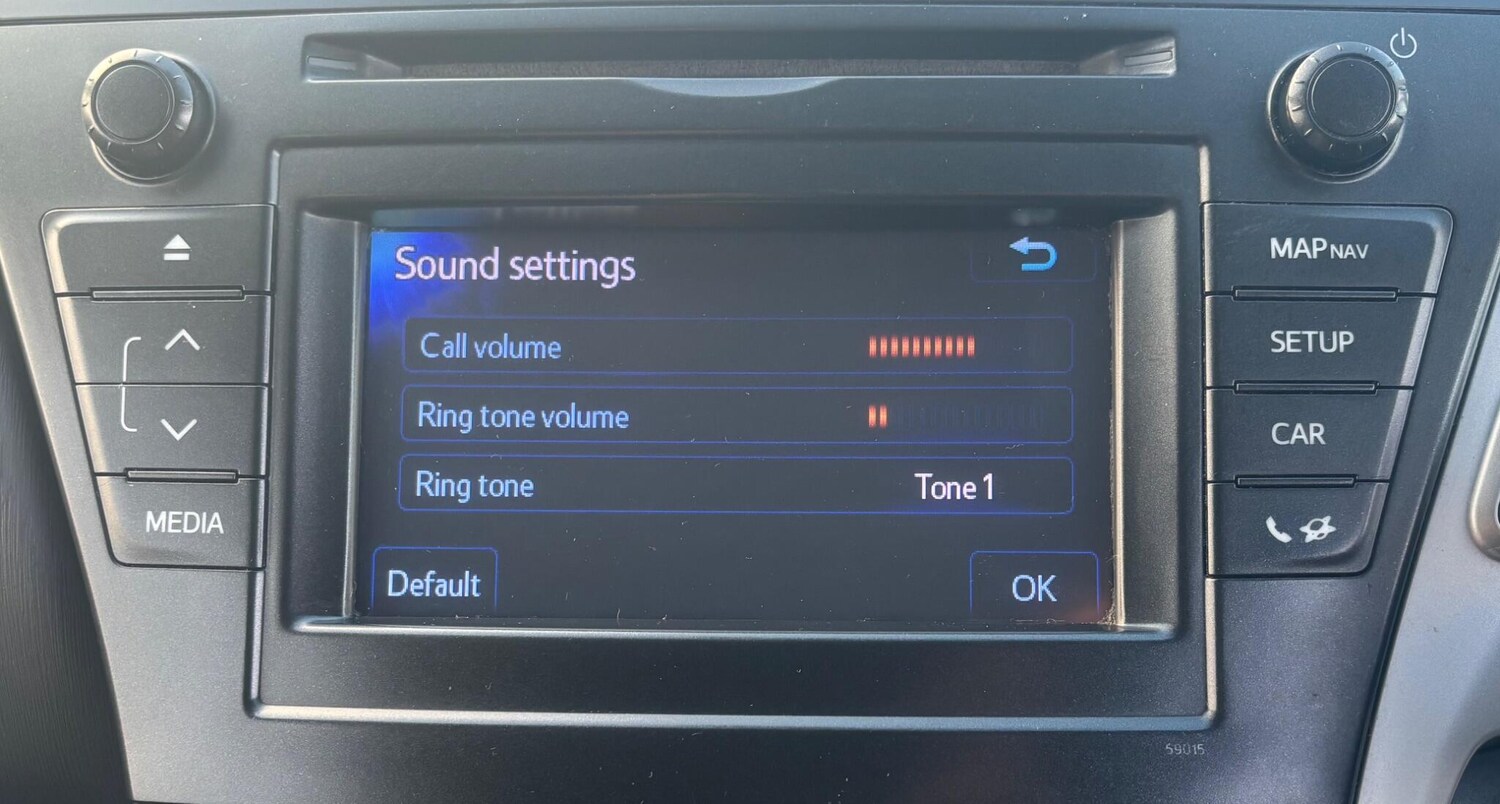 MAP NAV
Sound settings
Call volume
SETUP
Ring tone volume
CAR
Ring tone Tone 1
MEDIA
Default OK
59015